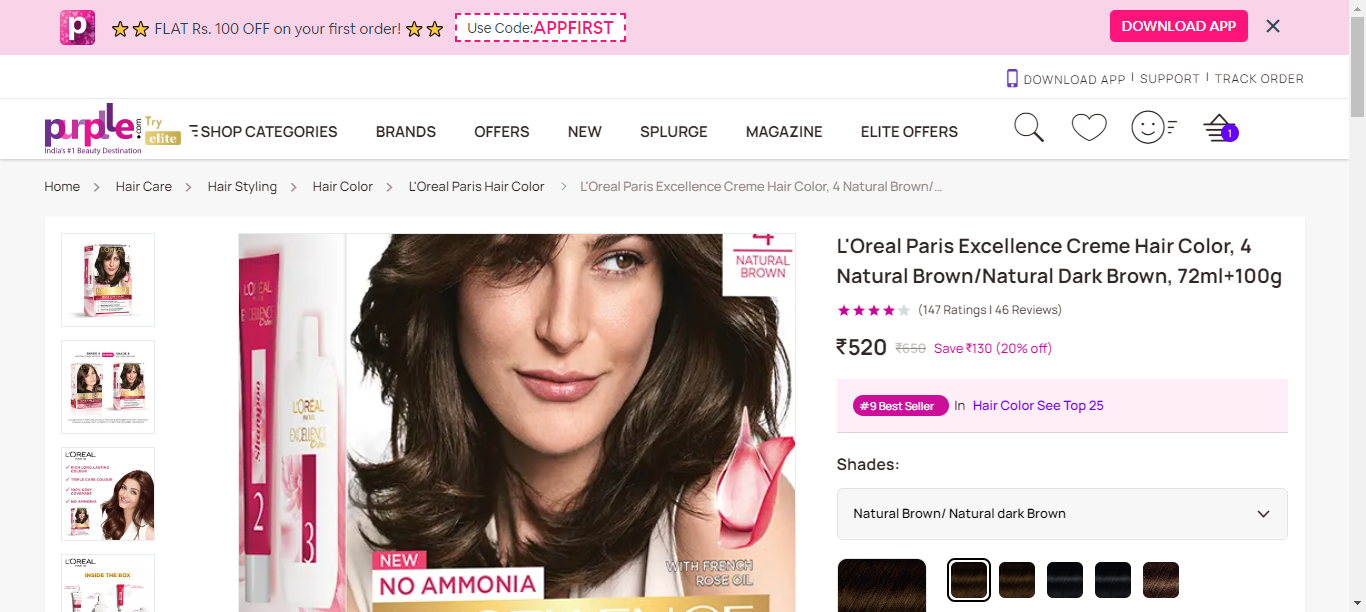 FLAT Rs. 100 OFF on your first order!
Use Code:APPFIRST
DOWNLOAD APP
DOWNLOAD APP | SUPPORT | TRACK ORDER
purplle.com
India's #1 Beauty Destination
Try elite
SHOP CATEGORIES BRANDS OFFERS NEW SPLURGE MAGAZINE ELITE OFFERS
1
Home > Hair Care > Hair Styling > Hair Color > L'Oreal Paris Hair Color > L'Oreal Paris Excellence Creme Hair Color, 4 Natural Brown/...
L'ORÉAL
RICH LONG LASTING COLOUR
TRIPLE CARE COLOUR
100% GREY COVERAGE
NO AMMONIA
L'ORÉAL
INSIDE THE BOX
4
NATURAL
BROWN
L'ORÉAL
PARIS
EXCELLENCE
Shampoo
2
L'ORÉAL
PARIS
EXCELLENCE
3
WITH FRENCH
ROSE OIL
NEW
NO AMMONIA
L'Oreal Paris Excellence Creme Hair Color, 4
Natural Brown/Natural Dark Brown, 72ml+100g
(147 Ratings | 46 Reviews)
₹520 ₹650 Save ₹130 (20% off)
#9 Best Seller In Hair Color See Top 25
Shades:
Natural Brown/ Natural dark Brown